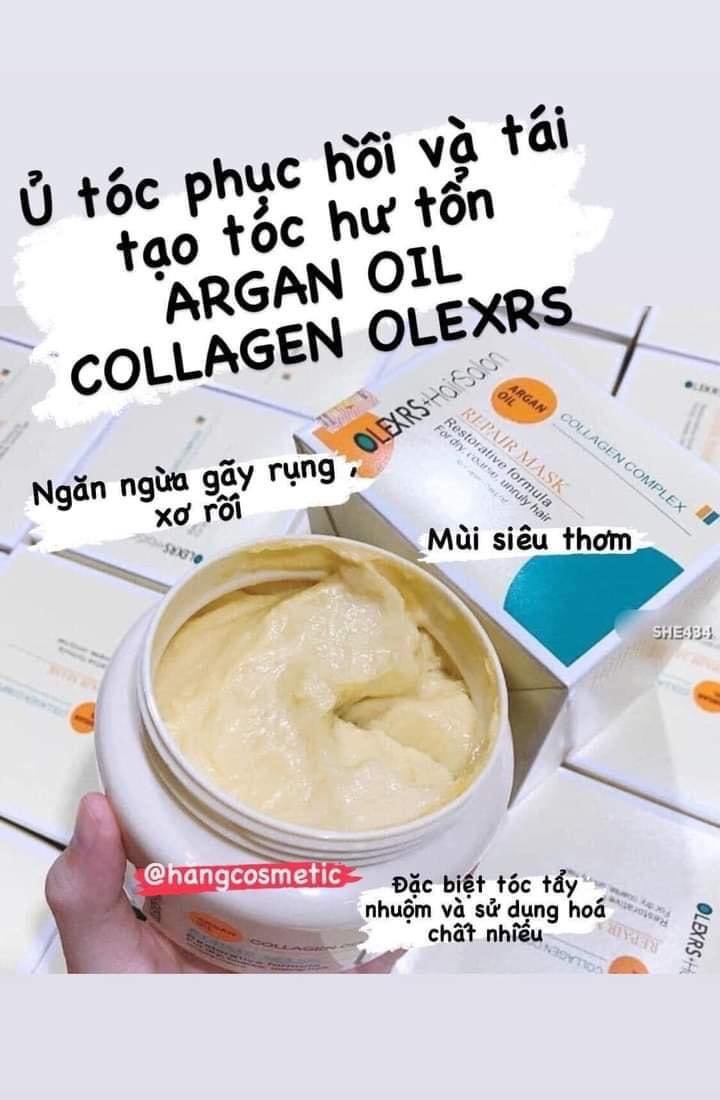 Ủ tóc phục hồi và tái
tạo tóc hư tổn
ARGAN OIL
COLLAGEN OLEXRS
OLEXRS+HairSalon
ARGAN
OIL
COLLAGEN COMPLEX
REPAIR MASK
Restorative formula
For dry, coarse, unruly hair
Ngăn ngừa gãy rụng ,
xơ rối
Mùi siêu thơm
SHE434
@hangcosmetic
Đặc biệt tóc tẩy
nhuộm và sử dụng hoá
chất nhiều
ARGAN
OIL